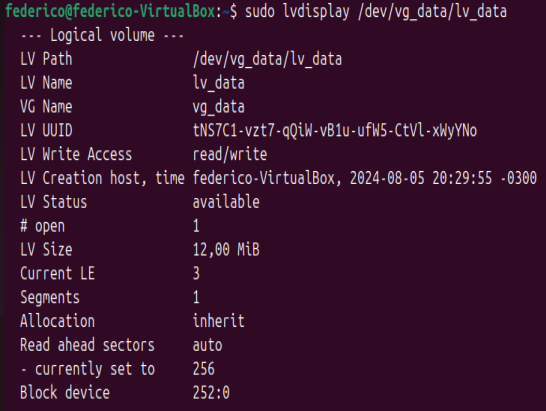 federico@federico-VirtualBox:~$ sudo lvdisplay /dev/vg_data/lv_data
--- Logical volume ---
LV Path                /dev/vg_data/lv_data
LV Name                lv_data
VG Name                vg_data
LV UUID                tNS7C1-vzt7-qQiW-vB1u-ufW5-CtVl-xWyYNo
LV Write Access        read/write
LV Creation host, time federico-VirtualBox, 2024-08-05 20:29:55 -0300
LV Status              available
# open                 1
LV Size                12,00 MiB
Current LE             3
Segments               1
Allocation             inherit
Read ahead sectors     auto
- currently set to     256
Block device           252:0